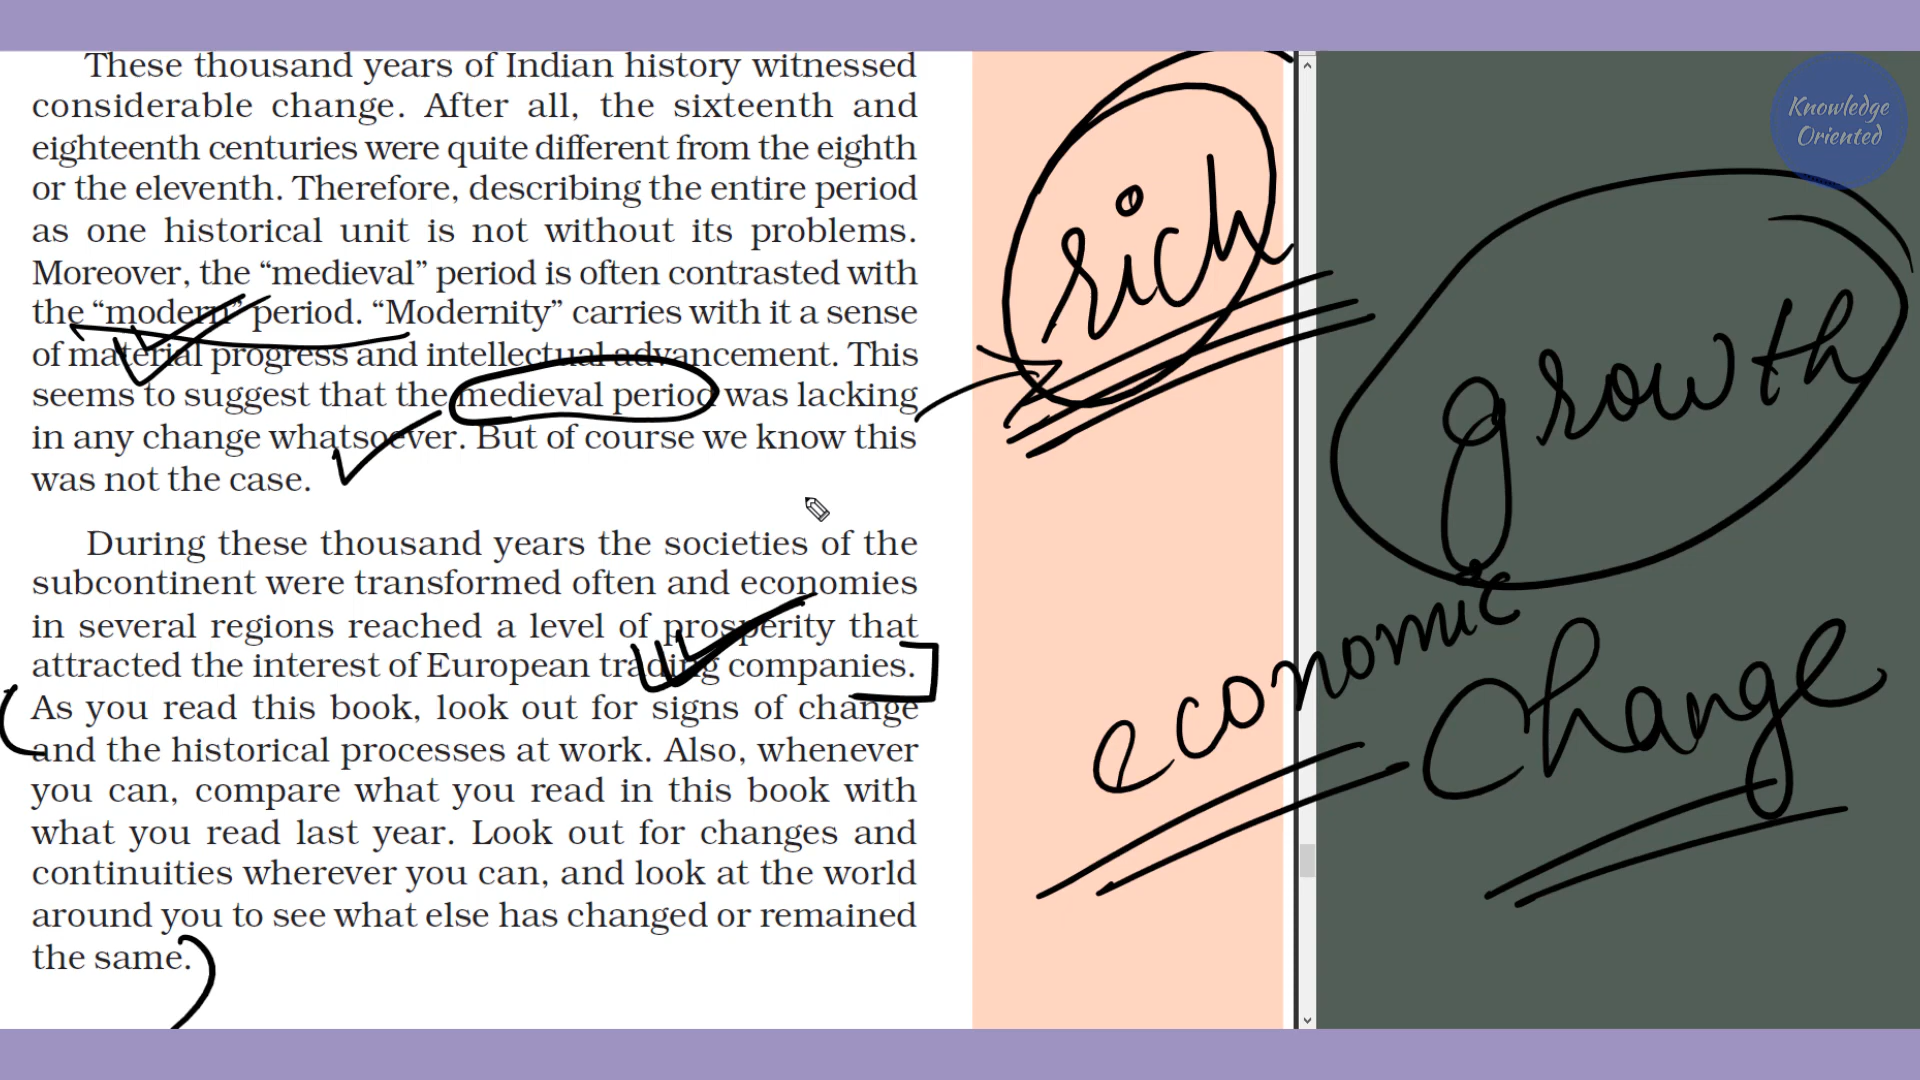 These thousand years of Indian history witnessed
considerable change. After all, the sixteenth and
eighteenth centuries were quite different from the eighth
or the eleventh. Therefore, describing the entire period
as one historical unit is not without its problems.
Moreover, the “medieval” period is often contrasted with
the “modern” period. “Modernity” carries with it a sense
of material progress and intellectual advancement. This
seems to suggest that the medieval period was lacking
in any change whatsoever. But of course we know this
was not the case.
During these thousand years the societies of the
subcontinent were transformed often and economies
in several regions reached a level of prosperity that
attracted the interest of European trading companies.
As you read this book, look out for signs of change
and the historical processes at work. Also, whenever
you can, compare what you read in this book with
what you read last year. Look out for changes and
continuities wherever you can, and look at the world
around you to see what else has changed or remained
the same.
rich
growth
economic
change
Knowledge
Oriented